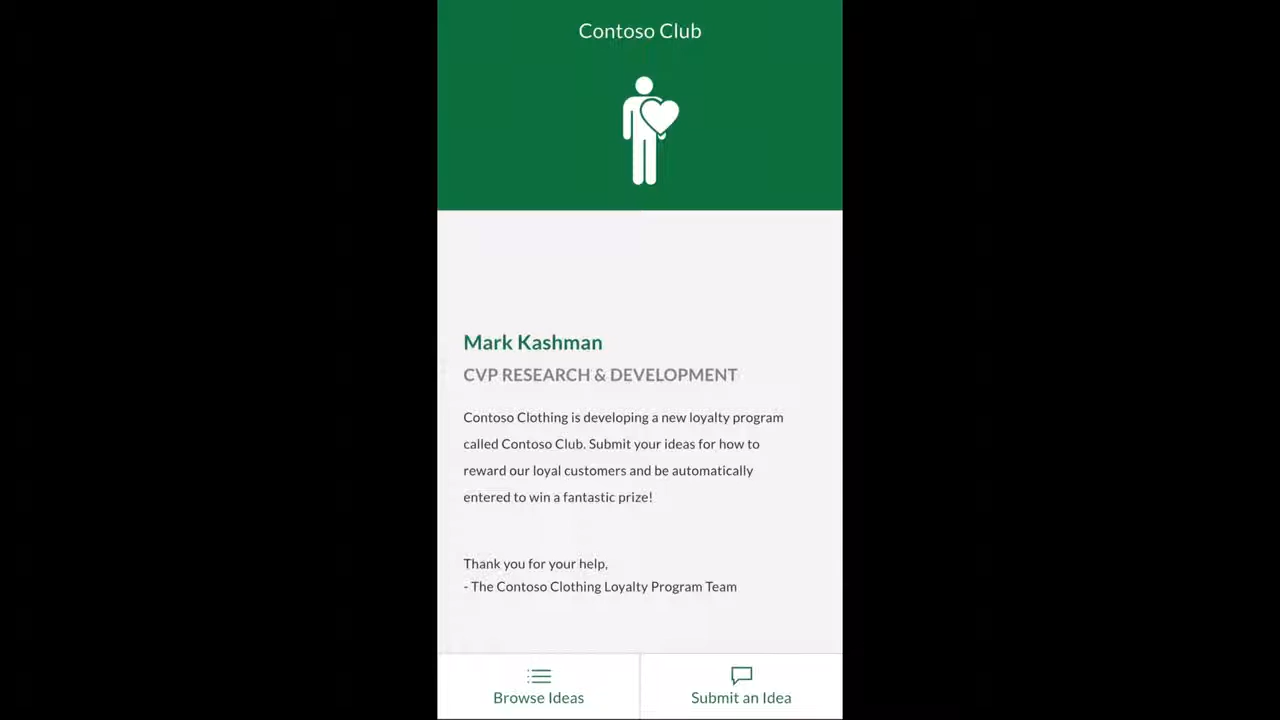 Contoso Club
Mark Kashman
CVP RESEARCH & DEVELOPMENT
Contoso Clothing is developing a new loyalty program
called Contoso Club. Submit your ideas for how to
reward our loyal customers and be automatically
entered to win a fantastic prize!
Thank you for your help,
- The Contoso Clothing Loyalty Program Team
Browse Ideas
Submit an Idea